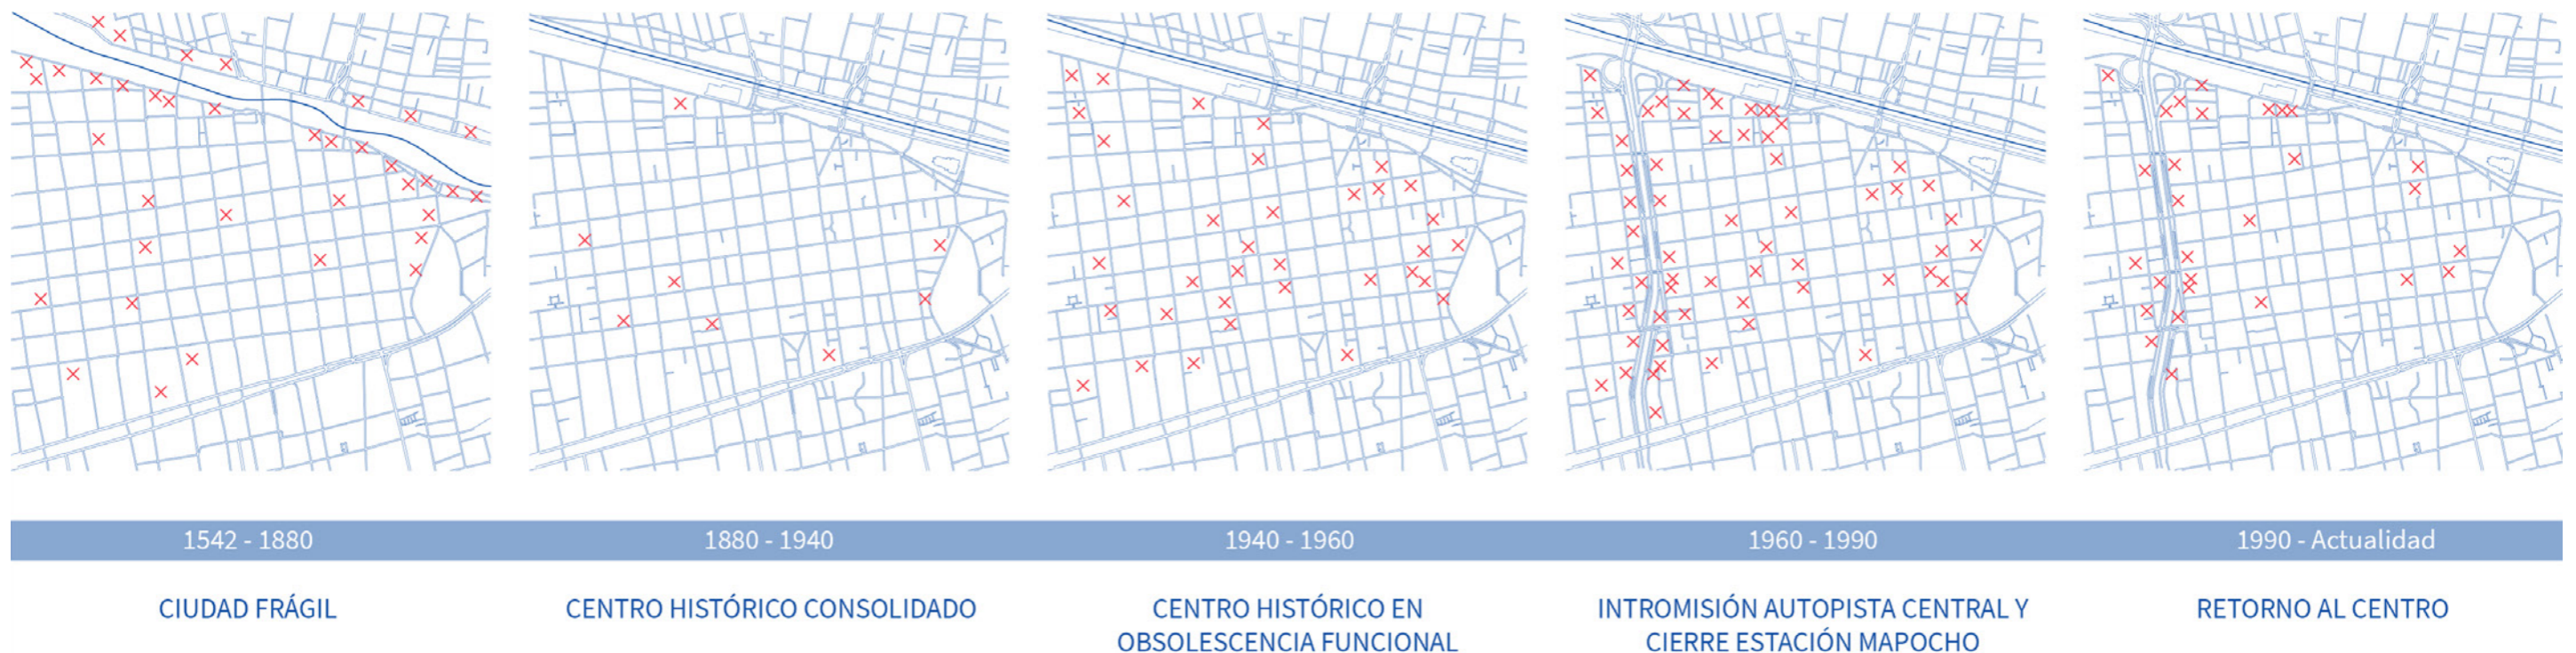 1542 - 1880
1880 - 1940
1940 - 1960
1960 - 1990
1990 - Actualidad
CIUDAD FRÁGIL
CENTRO HISTÓRICO CONSOLIDADO
CENTRO HISTÓRICO EN
OBSOLESCENCIA FUNCIONAL
INTROMISIÓN AUTOPISTA CENTRAL Y
CIERRE ESTACIÓN MAPOCHO
RETORNO AL CENTRO